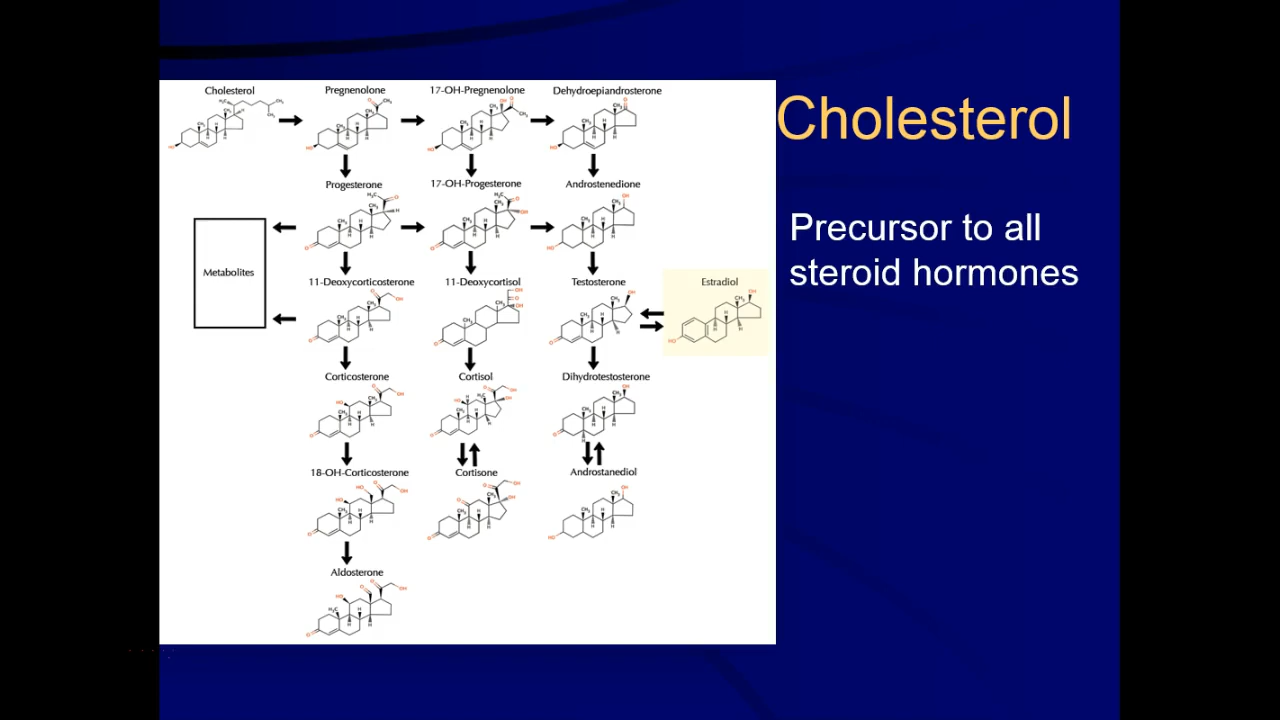 Cholesterol
Precursor to all
steroid hormones
Cholesterol
Pregnenolone
17-OH-Pregnenolone
Dehydroepiandrosterone
Progesterone
17-OH-Progesterone
Androstenedione
Metabolites
11-Deoxycorticosterone
11-Deoxycortisol
Testosterone
Estradiol
Corticosterone
Cortisol
Dihydrotestosterone
18-OH-Corticosterone
Cortisone
Androstanediol
Aldosterone